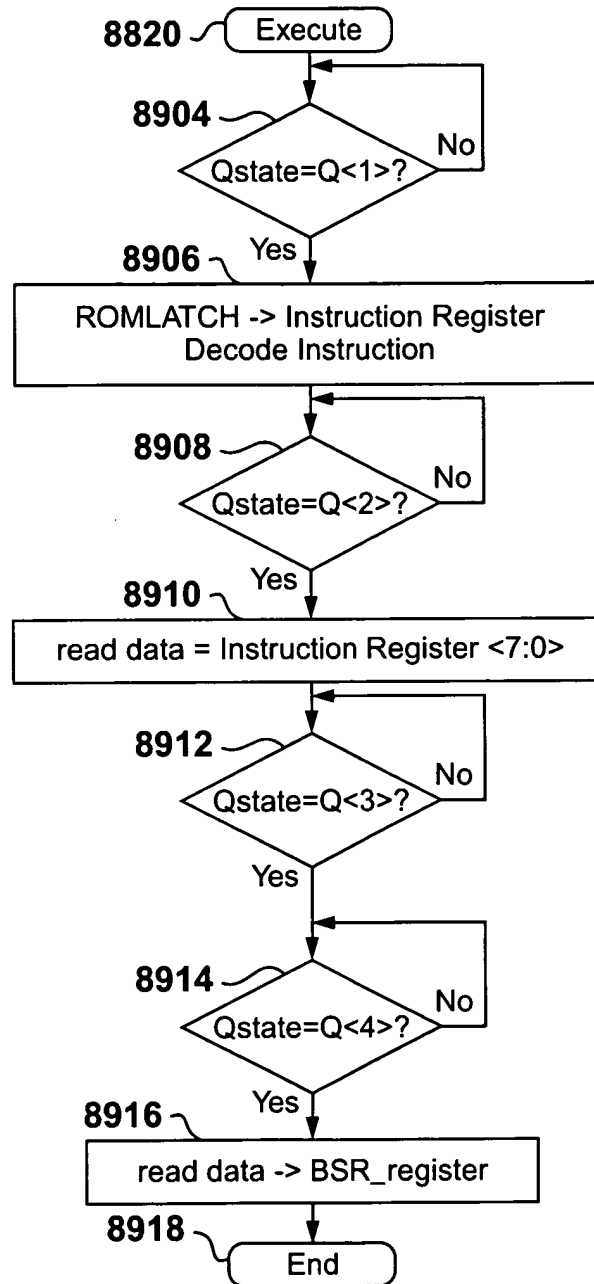 8820
Execute
8904
Qstate=Q<1>?
No
Yes
8906
ROMLATCH -> Instruction Register
Decode Instruction
8908
Qstate=Q<2>?
No
Yes
8910
read data = Instruction Register <7:0>
8912
Qstate=Q<3>?
No
Yes
8914
Qstate=Q<4>?
No
Yes
8916
read data -> BSR_register
8918
End